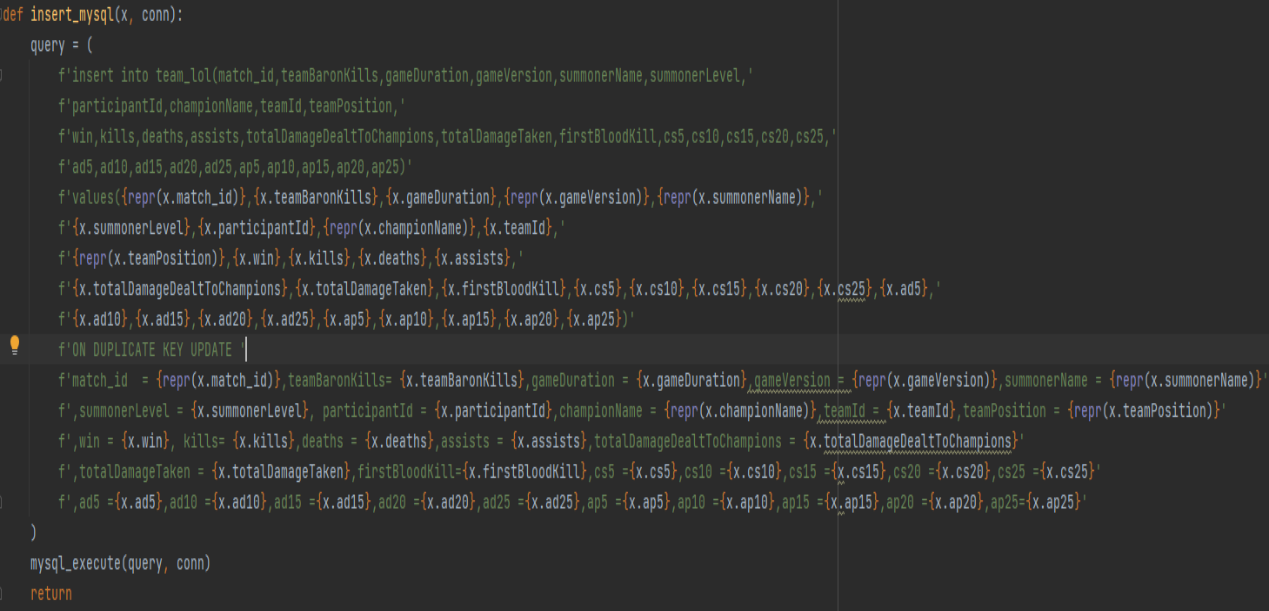 def insert_mysql(x, conn):
query = (
f'insert into team_lol(match_id,teamBaronKills,gameDuration,gameVersion,summonerName,summonerLevel,'
f'participantId,championName,teamId,teamPosition,'
f'win,kills,deaths,assists,totalDamageDealtToChampions,totalDamageTaken,firstBloodKill,cs5,cs10,cs15,cs20,cs25,'
f'ad5,ad10,ad15,ad20,ad25,ap5,ap10,ap15,ap20,ap25)'
f'values({repr(x.match_id)},{x.teamBaronKills},{x.gameDuration},{repr(x.gameVersion)},{repr(x.summonerName)},'
f'{x.summonerLevel},{x.participantId},{repr(x.championName)},{x.teamId},'
f'{repr(x.teamPosition)},{x.win},{x.kills},{x.deaths},{x.assists},'
f'{x.totalDamageDealtToChampions},{x.totalDamageTaken},{x.firstBloodKill},{x.cs5},{x.cs10},{x.cs15},{x.cs20},{x.cs25},{x.ad5},'
f'{x.ad10},{x.ad15},{x.ad20},{x.ad25},{x.ap5},{x.ap10},{x.ap15},{x.ap20},{x.ap25})'
f'ON DUPLICATE KEY UPDATE '
f'match_id  = {repr(x.match_id)},teamBaronKills= {x.teamBaronKills},gameDuration = {x.gameDuration},gameVersion = {repr(x.gameVersion)},summonerName = {repr(x.summonerName)}'
f',summonerLevel = {x.summonerLevel}, participantId = {x.participantId},championName = {repr(x.championName)},teamId = {x.teamId},teamPosition = {repr(x.teamPosition)}'
f',win = {x.win}, kills= {x.kills},deaths = {x.deaths},assists = {x.assists},totalDamageDealtToChampions = {x.totalDamageDealtToChampions}'
f',totalDamageTaken = {x.totalDamageTaken},firstBloodKill={x.firstBloodKill},cs5 ={x.cs5},cs10 ={x.cs10},cs15 ={x.cs15},cs20 ={x.cs20},cs25 ={x.cs25}'
f',ad5 ={x.ad5},ad10 ={x.ad10},ad15 ={x.ad15},ad20 ={x.ad20},ad25 ={x.ad25},ap5 ={x.ap5},ap10 ={x.ap10},ap15 ={x.ap15},ap20 ={x.ap20},ap25={x.ap25}'
)
mysql_execute(query, conn)
return